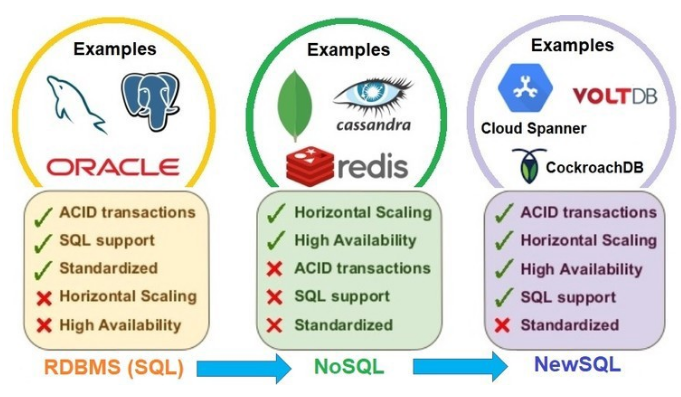 Examples
ORACLE
ACID transactions
SQL support
Standardized
Horizontal Scaling
High Availability
RDBMS (SQL)
Examples
cassandra
redis
Horizontal Scaling
High Availability
ACID transactions
SQL support
Standardized
NoSQL
Examples
VOLTDB
Cloud Spanner
CockroachDB
ACID transactions
Horizontal Scaling
High Availability
SQL support
Standardized
NewSQL